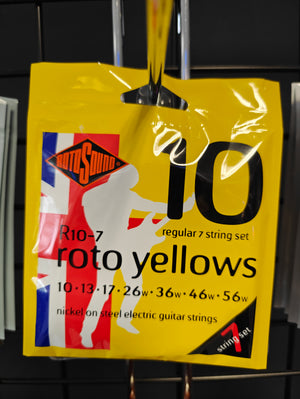 ROTOSOUND
10
regular 7 string set
R10-7
roto yellows
10 · 13 · 17 · 26w · 36w · 46w · 56w
nickel on steel electric guitar strings
7
string set